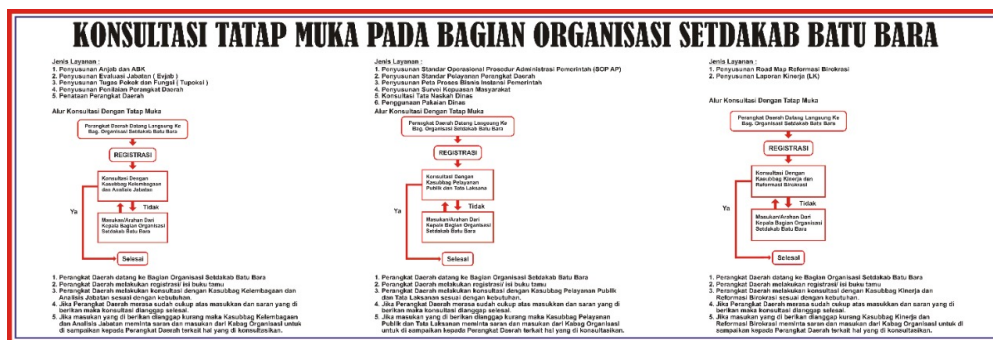 KONSULTASI TATAP MUKA PADA BAGIAN ORGANISASI SETDAKAB BATU BARA
Jenis Layanan :
1. Penyusunan Anjab dan ABK
2. Penyusunan Evaluasi Jabatan ( Evjab )
3. Penyusunan Tugas Pokok dan Fungsi ( Tupoksi )
4. Penyusunan Penilaian Perangkat Daerah
5. Penataan Perangkat Daerah
Alur Konsultasi Dengan Tatap Muka
Perangkat Daerah Datang Langsung Ke
Bag. Organisasi Setdakab Batu Bara
REGISTRASI
Konsultasi Dengan
Kasubbag Kelembagaan
dan Analisis Jabatan
Ya
Tidak
Masukan/Arahan Dari
Kepala Bagian Organisasi
Setdakab Batu Bara
Selesai
1. Perangkat Daerah datang ke Bagian Organisasi Setdakab Batu Bara
2. Perangkat Daerah melakukan registrasi/ isi buku tamu
3. Perangkat Daerah melakukan konsultasi dengan Kasubbag Kelembagaan dan
Analisis Jabatan sesuai dengan kebutuhan.
4. Jika Perangkat Daerah merasa sudah cukup atas masukkan dan saran yang di
berikan maka konsultasi dianggap selesai.
5. Jika masukan yang di berikan dianggap kurang maka Kasubbag Kelembagaan
dan Analisis Jabatan meminta saran dan masukan dari Kabag Organisasi untuk
di sampaikan kepada Perangkat Daerah terkait hal yang di konsultasikan.
Jenis Layanan :
1. Penyusunan Standar Operasional Prosedur Administrasi Pemerintah (SOP AP)
2. Penyusunan Standar Pelayanan Perangkat Daerah
3. Penyusunan Peta Proses Bisnis Instansi Pemerintah
4. Penyusunan Survei Kepuasan Masyarakat
5. Konsultasi Tata Naskah Dinas
6. Penggunaan Pakaian Dinas
Alur Konsultasi Dengan Tatap Muka
Perangkat Daerah Datang Langsung Ke
Bag. Organisasi Setdakab Batu Bara
REGISTRASI
Konsultasi Dengan
Kasubbag Pelayanan
Publik dan Tata Laksana
Ya
Tidak
Masukan/Arahan Dari
Kepala Bagian Organisasi
Setdakab Batu Bara
Selesai
1. Perangkat Daerah datang ke Bagian Organisasi Setdakab Batu Bara
2. Perangkat Daerah melakukan registrasi/ isi buku tamu
3. Perangkat Daerah melakukan konsultasi dengan Kasubbag Pelayanan Publik
dan Tata Laksanan sesuai dengan kebutuhan.
4. Jika Perangkat Daerah merasa sudah cukup atas masukkan dan saran yang di
berikan maka konsultasi dianggap selesai.
5. Jika masukan yang di berikan dianggap kurang maka Kasubbag Pelayanan
Publik dan Tata Laksanan meminta saran dan masukan dari Kabag Organisasi
untuk di sampaikan kepada Perangkat Daerah terkait hal yang di konsultasikan.
Jenis Layanan :
1. Penyusunan Road Map Reformasi Birokrasi
2. Penyusunan Laporan Kinerja (LK)
Alur Konsultasi Dengan Tatap Muka
Perangkat Daerah Datang Langsung Ke
Bag. Organisasi Setdakab Batu Bara
REGISTRASI
Konsultasi Dengan
Kasubbag Kinerja dan
Reformasi Birokrasi
Ya
Tidak
Masukan/Arahan Dari
Kepala Bagian Organisasi
Setdakab Batu Bara
Selesai
1. Perangkat Daerah datang ke Bagian Organisasi Setdakab Batu Bara
2. Perangkat Daerah melakukan registrasi/ isi buku tamu
3. Perangkat Daerah melakukan konsultasi dengan Kasubbag Kinerja dan
Reformasi Birokrasi sesuai dengan kebutuhan.
4. Jika Perangkat Daerah merasa sudah cukup atas masukkan dan saran yang di
berikan maka konsultasi dianggap selesai.
5. Jika masukan yang di berikan dianggap kurang Kasubbag Kinerja dan
Reformasi Birokrasi meminta saran dan masukan dari Kabag Organisasi untuk di
sampaikan kepada Perangkat Daerah terkait hal yang di konsultasikan.